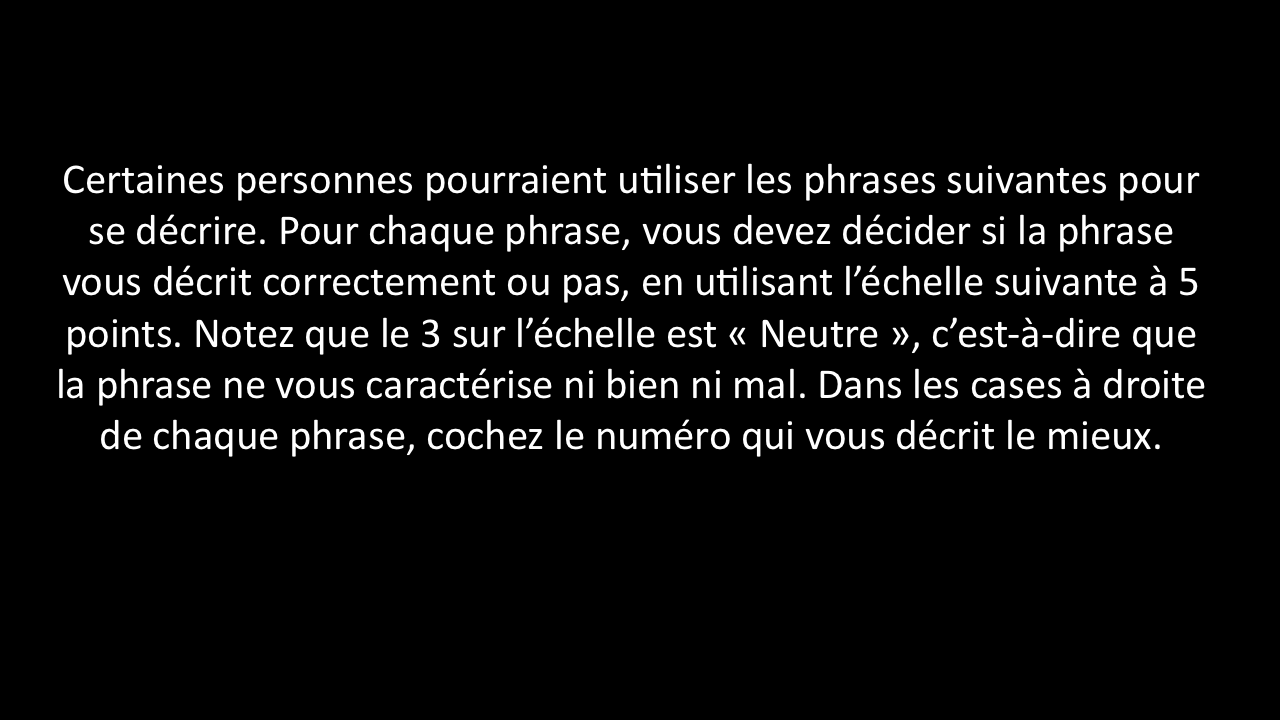 Certaines personnes pourraient utiliser les phrases suivantes pour
se décrire. Pour chaque phrase, vous devez décider si la phrase
vous décrit correctement ou pas, en utilisant l’échelle suivante à 5
points. Notez que le 3 sur l’échelle est « Neutre », c’est-à-dire que
la phrase ne vous caractérise ni bien ni mal. Dans les cases à droite
de chaque phrase, cochez le numéro qui vous décrit le mieux.